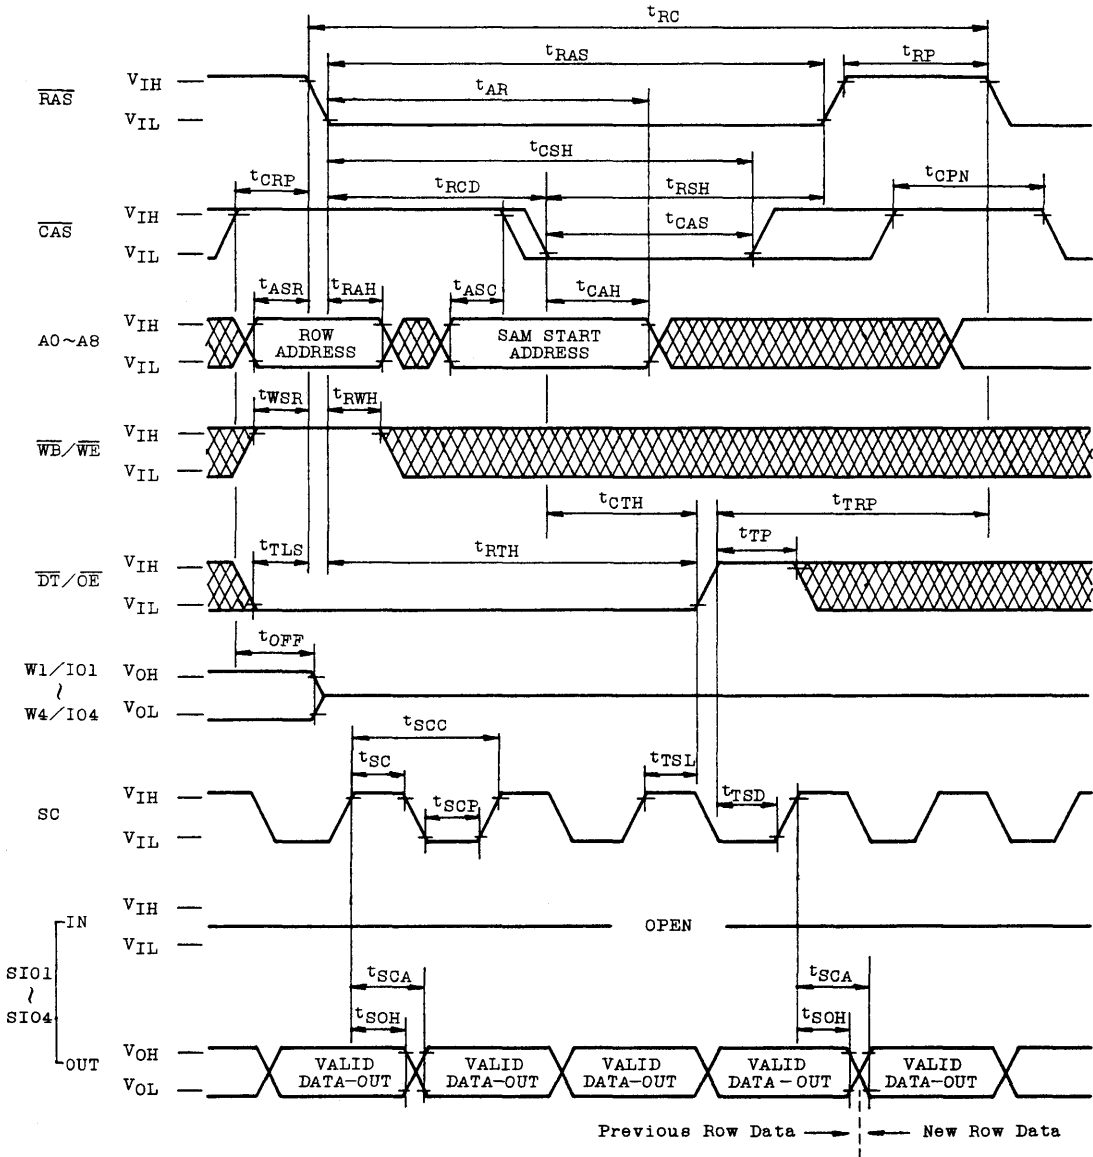 tRC
tRAS
tRP
RAS
VIH
VIL
tAR
tCSH
tCRP
tRCD
tRSH
tCPN
CAS
VIH
VIL
tCAS
tASR
tRAH
tASC
tCAH
A0~A8
VIH
VIL
ROW
ADDRESS
SAM START
ADDRESS
tWSR
tRWH
WB/WE
VIH
VIL
tCTH
tTRP
tTLS
tRTH
tTP
DT/OE
VIH
VIL
tOFF
W1/IO1
~
W4/IO4
VOH
VOL
tSCC
tSC
tSCP
tTSL
tTSD
SC
VIH
VIL
IN
VIH
VIL
OPEN
SIO1
~
SIO4
tSCA
tSOH
tSCA
tSOH
OUT
VOH
VOL
VALID
DATA-OUT
VALID
DATA-OUT
VALID
DATA-OUT
VALID
DATA-OUT
VALID
DATA-OUT
Previous Row Data
New Row Data